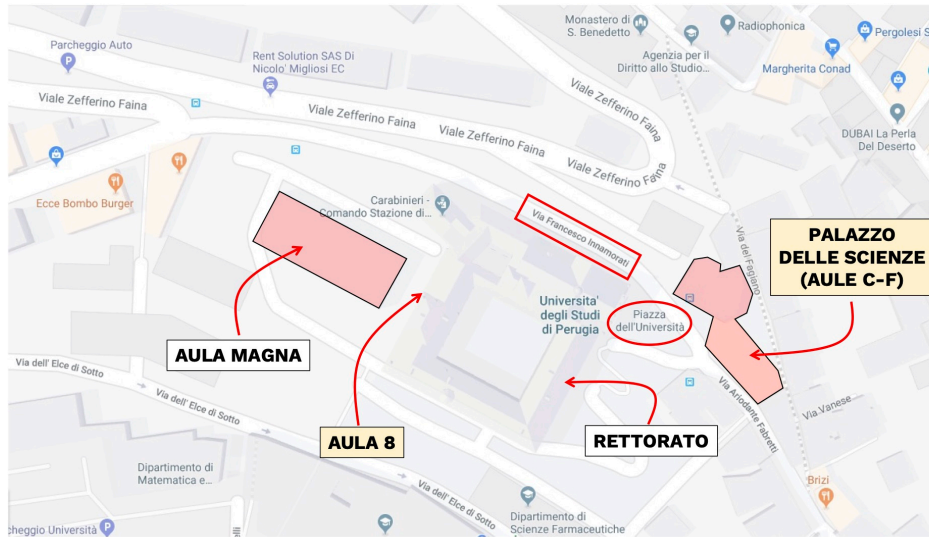 Monastero di
S. Benedetto
Radiophonica
Pergolesi S
Parcheggio Auto
Rent Solution SAS Di
Nicolo' Migliosi EC
Agenzia per il
Diritto allo Studio...
Margherita Conad
Viale Zefferino Faina
Viale Zefferino Faina
Viale Zefferino Faina
Viale Zefferino Faina
Viale Zefferino Faina
DUBAI La Perla
Del Deserto
Ecce Bombo Burger
Carabinieri -
Comando Stazione di...
Via Francesco Innamorati
Via del Fagiano
PALAZZO
DELLE SCIENZE
(AULE C-F)
Universita'
degli Studi
di Perugia
Piazza
dell'Università
AULA MAGNA
Via dell' Elce di Sotto
Via dell' Elce di Sotto
Via Ariodante Fabretti
Via Vanese
AULA 8
RETTORATO
Dipartimento di
Matematica e...
Via dell' Elce di Sotto
Brizi
Dipartimento di
Scienze Farmaceutiche
cheggio Università